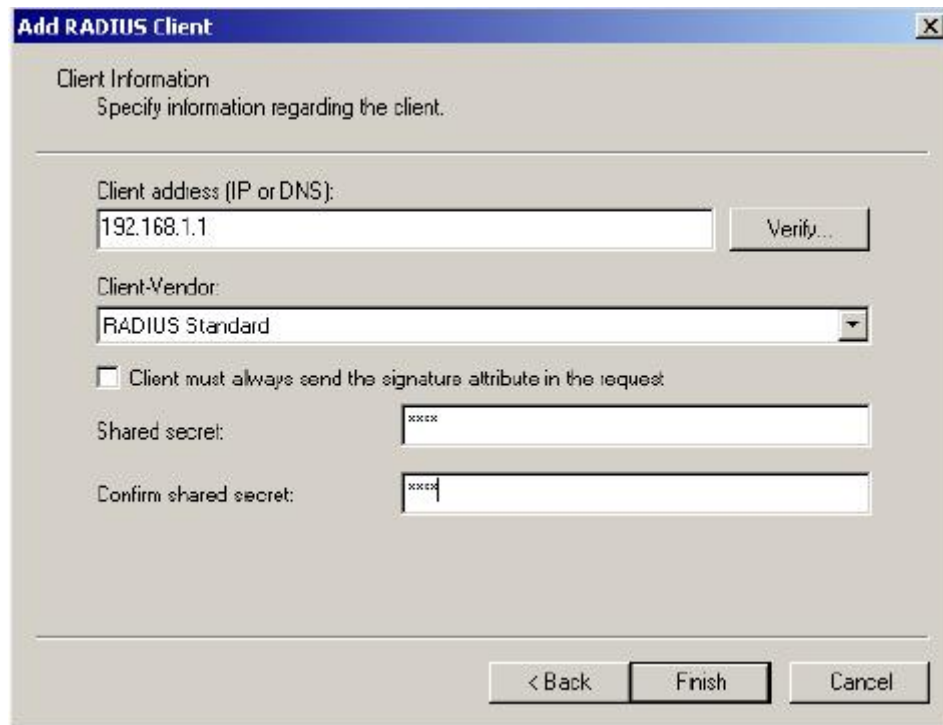 Add RADIUS Client
Client Information
Specify information regarding the client.
Client address (IP or DNS):
192.168.1.1
Verify...
Client-Vendor:
RADIUS Standard
Client must always send the signature attribute in the request
Shared secret:
xxxx
Confirm shared secret:
xxxx
< Back
Finish
Cancel